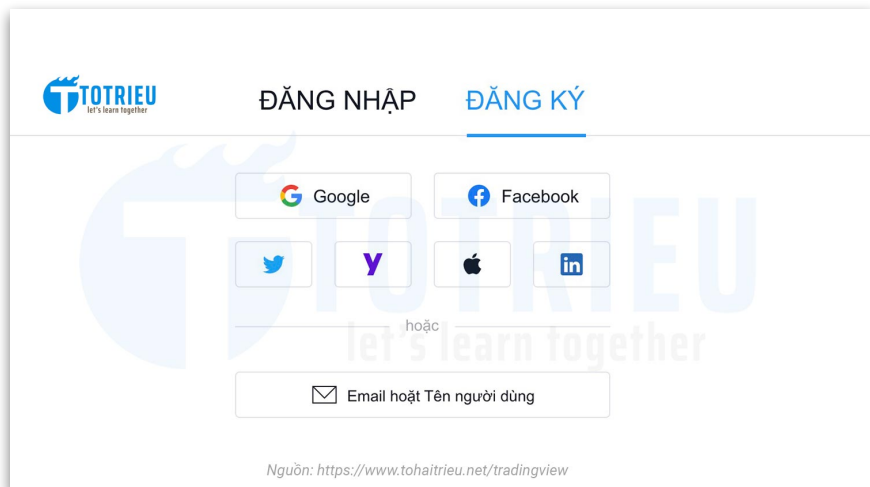 TOTRIEU
let's learn together
ĐĂNG NHẬP ĐĂNG KÝ
Google Facebook
in
hoặc
TOTRIEU
let's learn together
Email hoặt Tên người dùng
Nguồn: https://www.tohaitrieu.net/tradingview